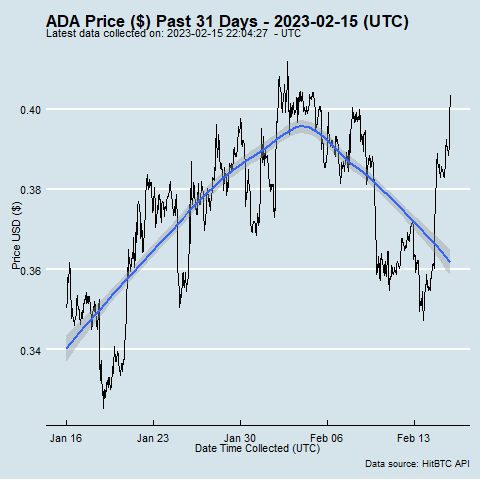 ADA Price ($) Past 31 Days - 2023-02-15 (UTC)
Latest data collected on: 2023-02-15 22:04:27 - UTC
Price USD ($)
0.40
0.38
0.36
0.34
Jan 16
Jan 23
Jan 30
Feb 06
Feb 13
Date Time Collected (UTC)
Data source: HitBTC API